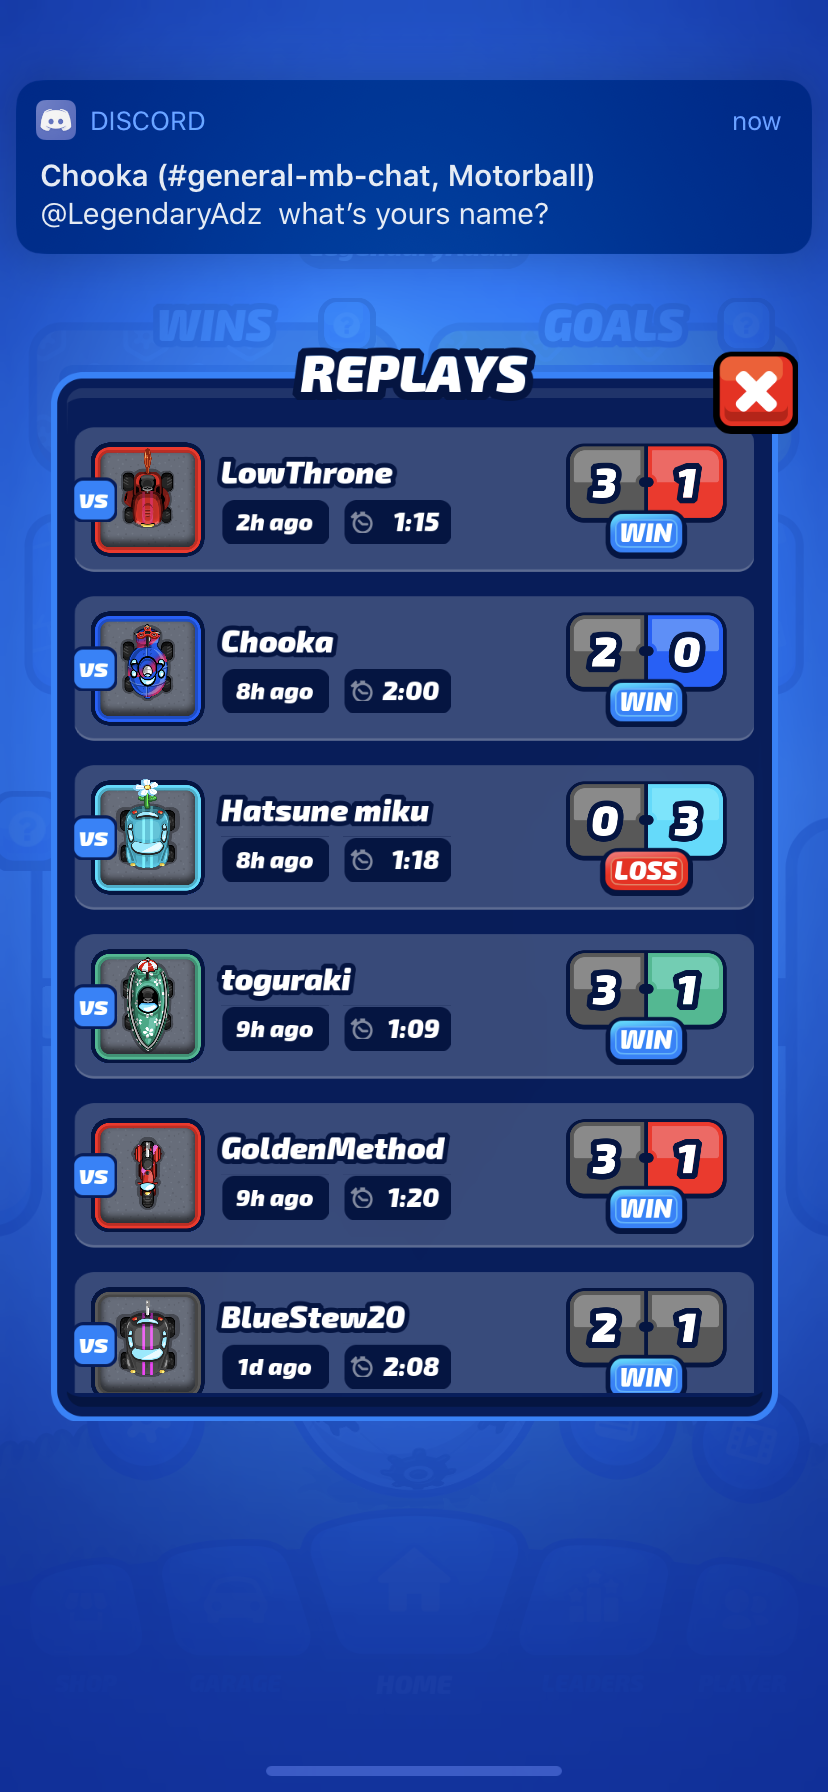 DISCORD
now
Chooka (#general-mb-chat, Motorball)
@LegendaryAdz what's yours name?
WINS
?
GOALS
?
REPLAYS
VS
LowThrone
2h ago
1:15
3
1
WIN
VS
Chooka
8h ago
2:00
2
0
WIN
VS
Hatsune miku
8h ago
1:18
0
3
LOSS
VS
toguraki
9h ago
1:09
3
1
WIN
VS
GoldenMethod
9h ago
1:20
3
1
WIN
VS
BlueStew20
1d ago
2:08
2
1
WIN
HOME